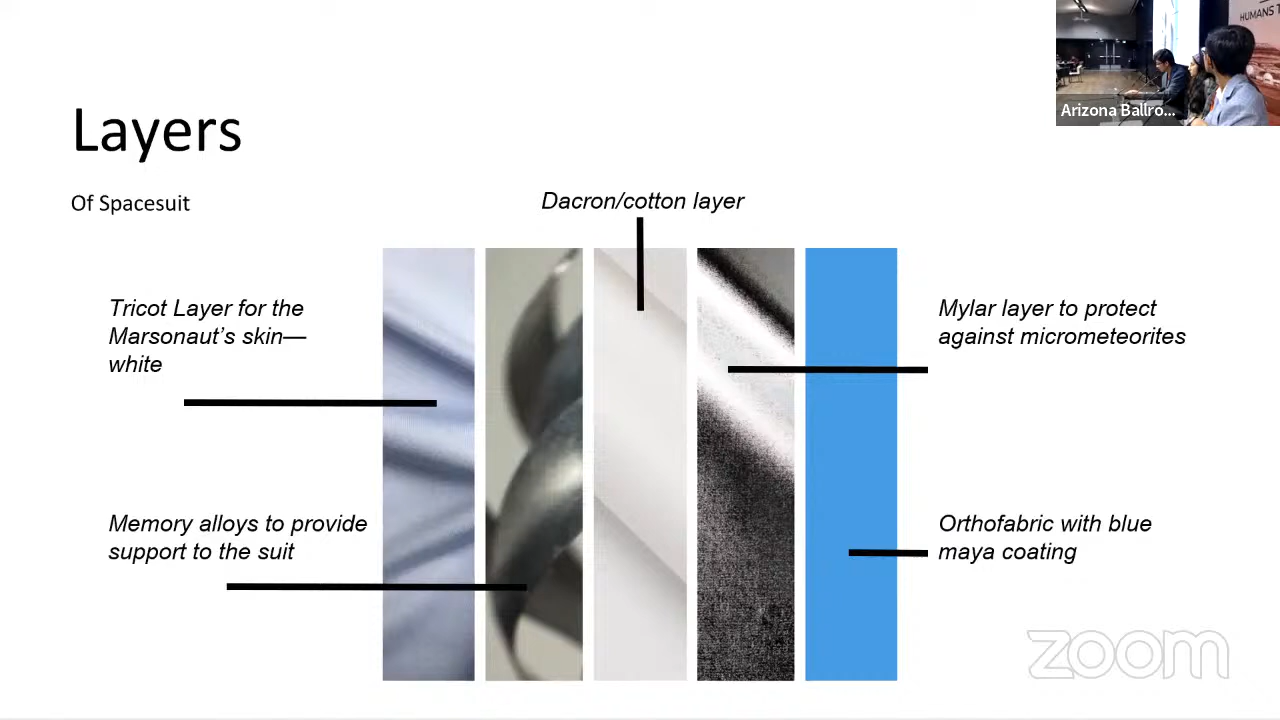 HUMANS T
Arizona Ballro...
Layers
Of Spacesuit
Dacron/cotton layer
Tricot Layer for the
Marsonaut's skin—
white
Mylar layer to protect
against micrometeorites
Memory alloys to provide
support to the suit
Orthofabric with blue
maya coating
zoom